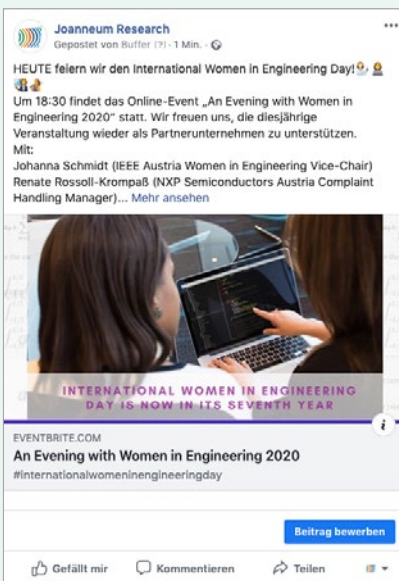 Joanneum Research
Gepostet von Buffer [?] · 1 Min. ·
HEUTE feiern wir den International Women in Engineering Day!
Um 18:30 findet das Online-Event „An Evening with Women in
Engineering 2020“ statt. Wir freuen uns, die diesjährige
Veranstaltung wieder als Partnerunternehmen zu unterstützen.
Mit:
Johanna Schmidt (IEEE Austria Women in Engineering Vice-Chair)
Renate Rossoll-Krompaß (NXP Semiconductors Austria Complaint
Handling Manager)... Mehr ansehen
INTERNATIONAL WOMEN IN ENGINEERING
DAY IS NOW IN ITS SEVENTH YEAR
i
EVENTBRITE.COM
An Evening with Women in Engineering 2020
#internationalwomeninengineeringday
Beitrag bewerben
Gefällt mir Kommentieren Teilen